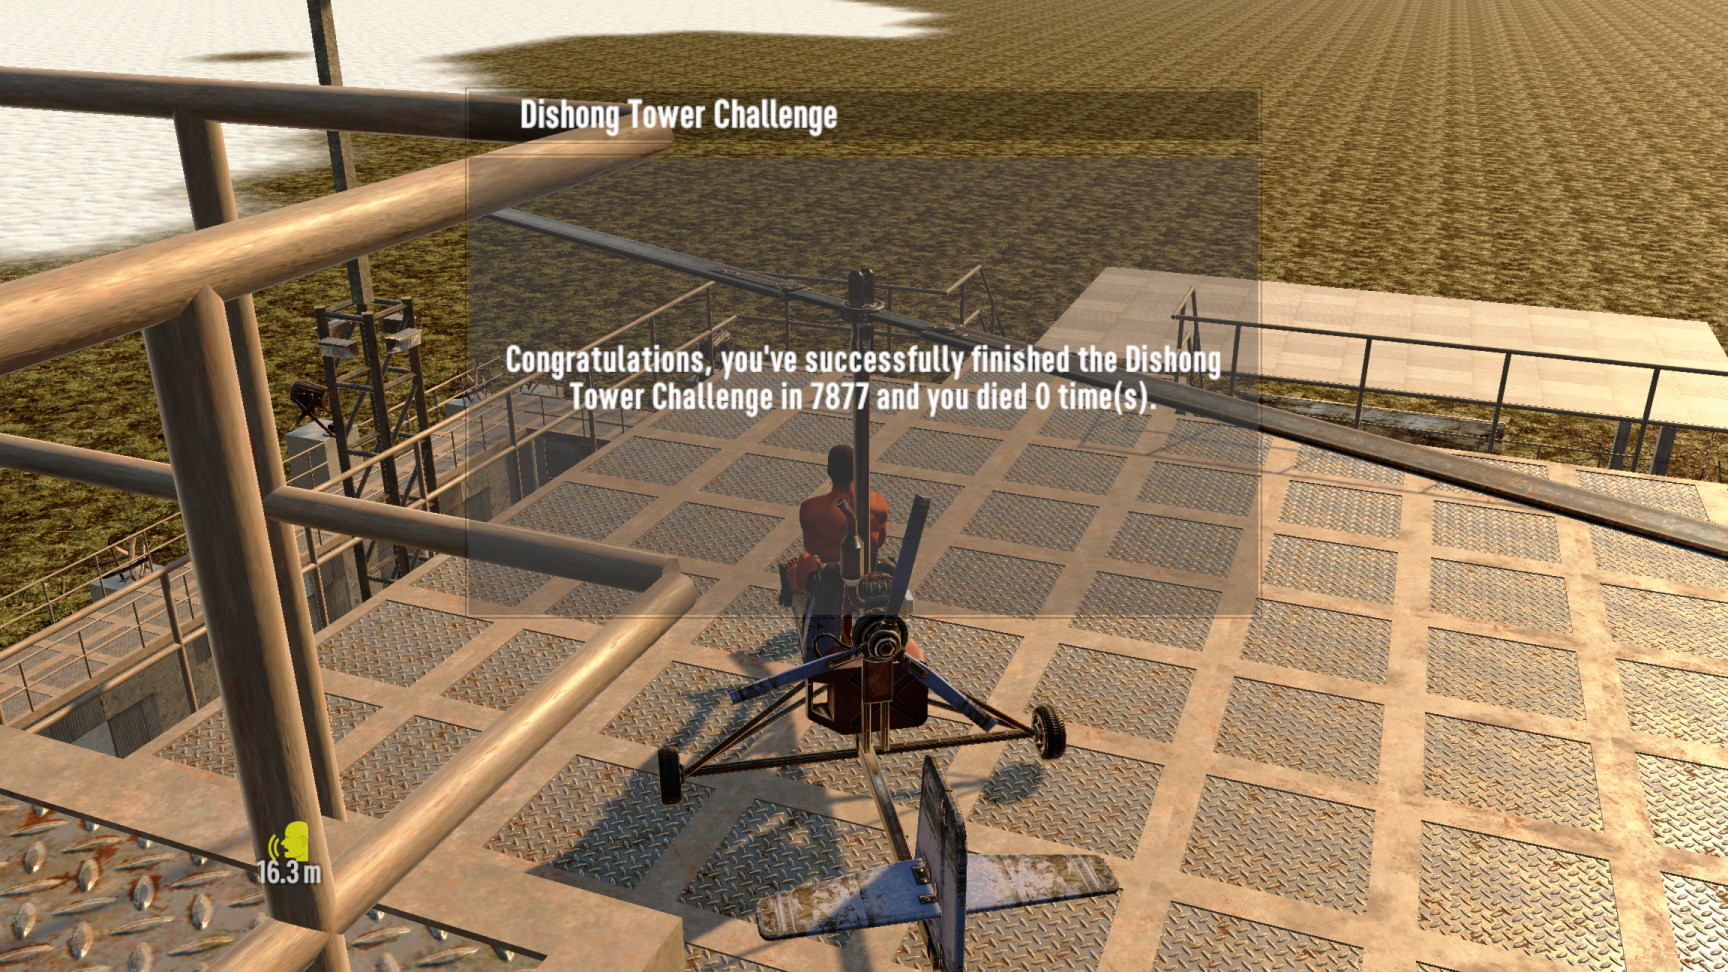 Dishong Tower Challenge
Congratulations, you've successfully finished the Dishong
Tower Challenge in 7877 and you died 0 time(s).
16.3 m